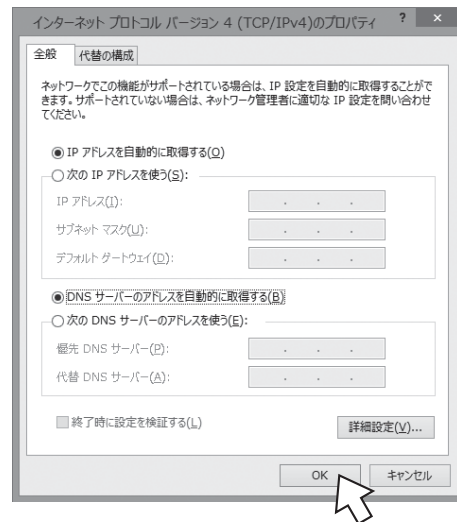 インターネット プロトコル バージョン 4 (TCP/IPv4)のプロパティ ? ×
全般 代替の構成
ネットワークでこの機能がサポートされている場合は、IP 設定を自動的に取得することがで
きます。サポートされていない場合は、ネットワーク管理者に適切な IP 設定を問い合わせ
てください。
IP アドレスを自動的に取得する(O)
次の IP アドレスを使う(S):
IP アドレス(I): . . .
サブネット マスク(U): . . .
デフォルト ゲートウェイ(D): . . .
DNS サーバーのアドレスを自動的に取得する(B)
次の DNS サーバーのアドレスを使う(E):
優先 DNS サーバー(P): . . .
代替 DNS サーバー(A): . . .
終了時に設定を検証する(L) 詳細設定(V)...
OK キャンセル